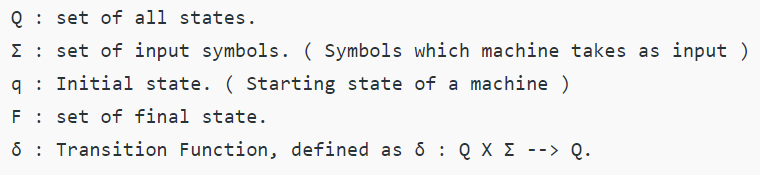 Q : set of all states.
Σ : set of input symbols. ( Symbols which machine takes as input )
q : Initial state. ( Starting state of a machine )
F : set of final state.
δ : Transition Function, defined as δ : Q X Σ --> Q.